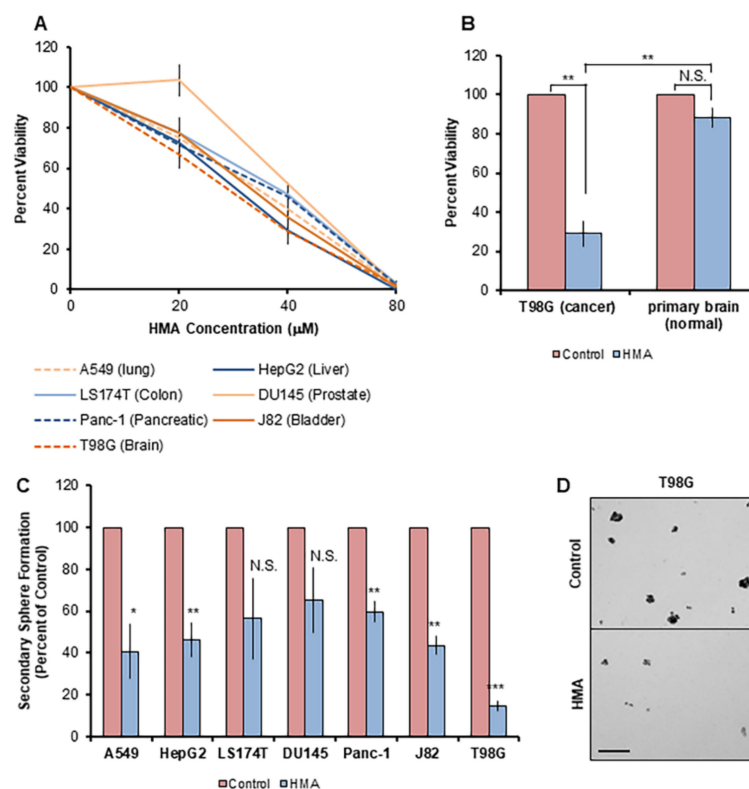 A
120
100
80
60
40
20
0
Percent Viability
0 20 40 80
HMA Concentration (µM)
A549 (lung) HepG2 (Liver)
LS174T (Colon) DU145 (Prostate)
Panc-1 (Pancreatic) J82 (Bladder)
T98G (Brain)
B
120
100
80
60
40
20
0
Percent Viability
** ** N.S.
T98G (cancer) primary brain (normal)
Control HMA
C
120
100
80
60
40
20
0
Secondary Sphere Formation
(Percent of Control)
* ** N.S. N.S. ** ** ***
A549 HepG2 LS174T DU145 Panc-1 J82 T98G
Control HMA
D
T98G
Control
HMA